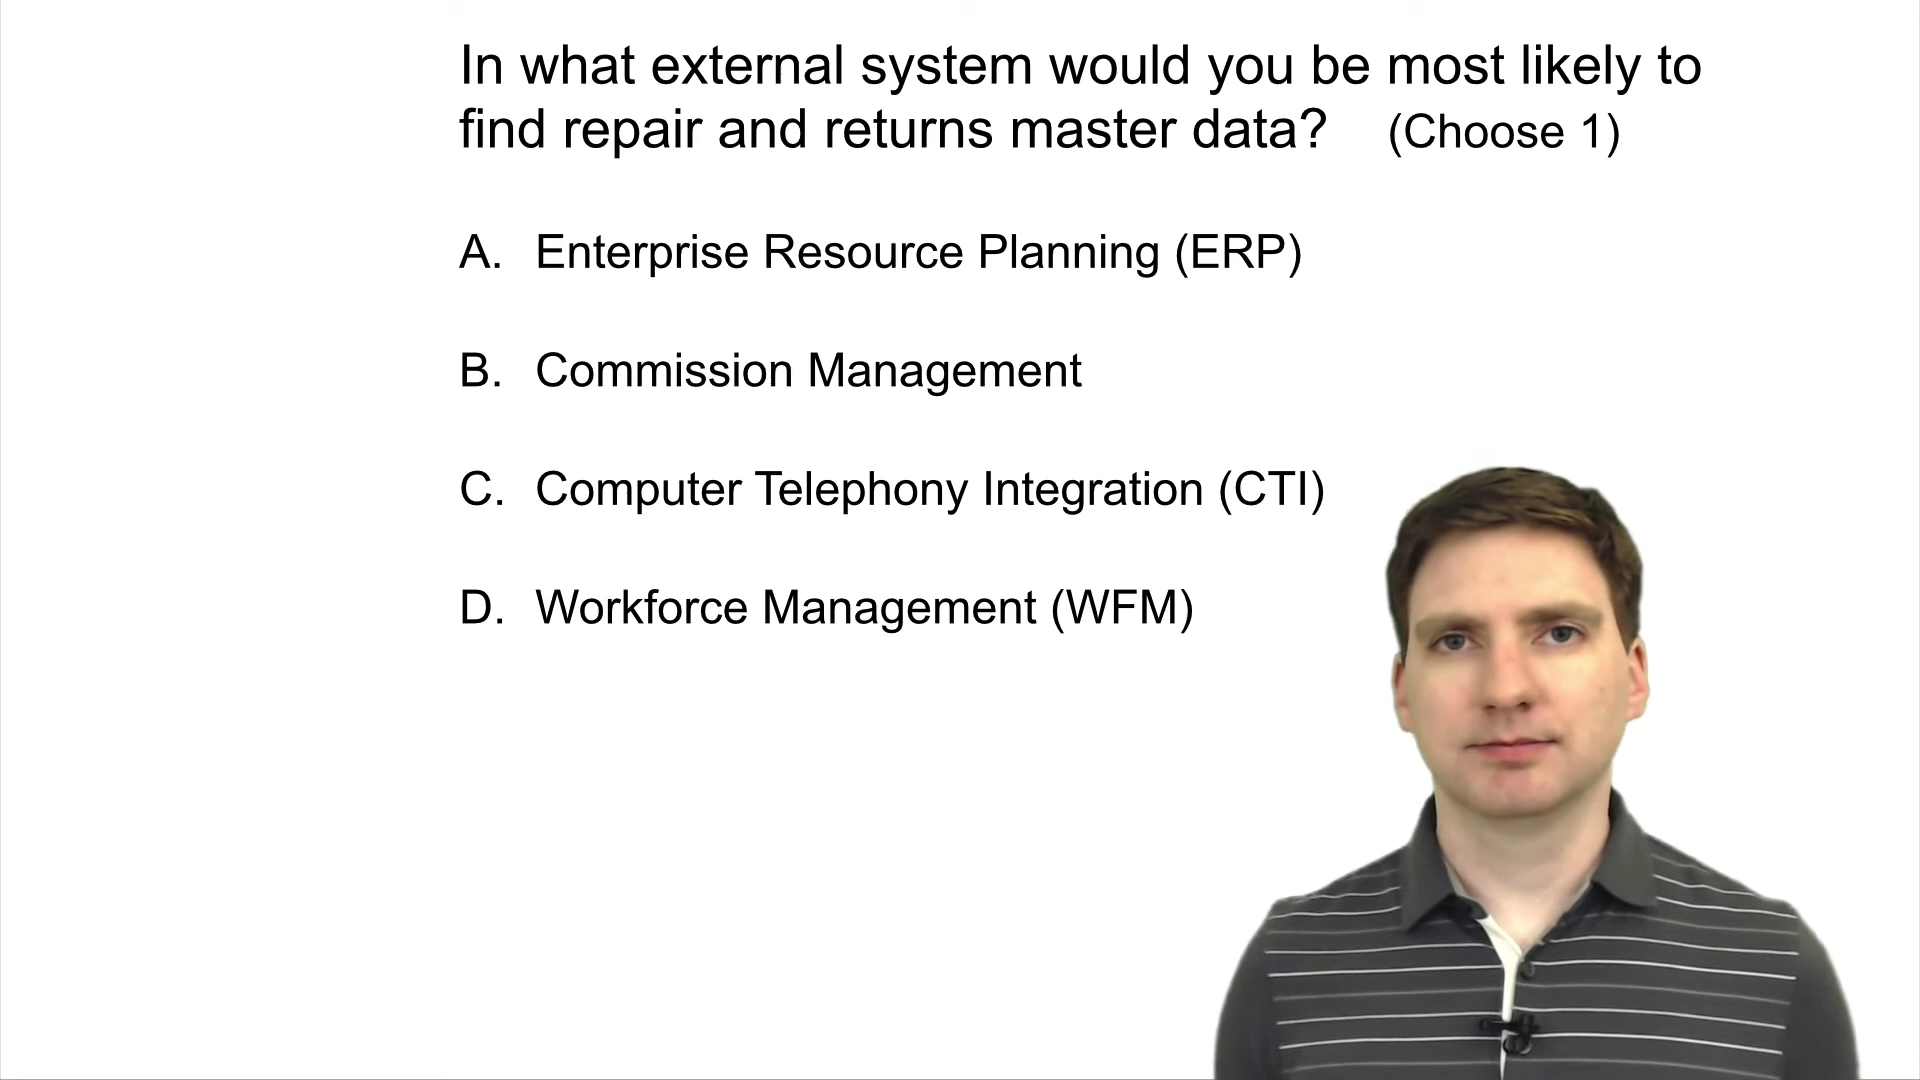 In what external system would you be most likely to
find repair and returns master data? (Choose 1)
A. Enterprise Resource Planning (ERP)
B. Commission Management
C. Computer Telephony Integration (CTI)
D. Workforce Management (WFM)